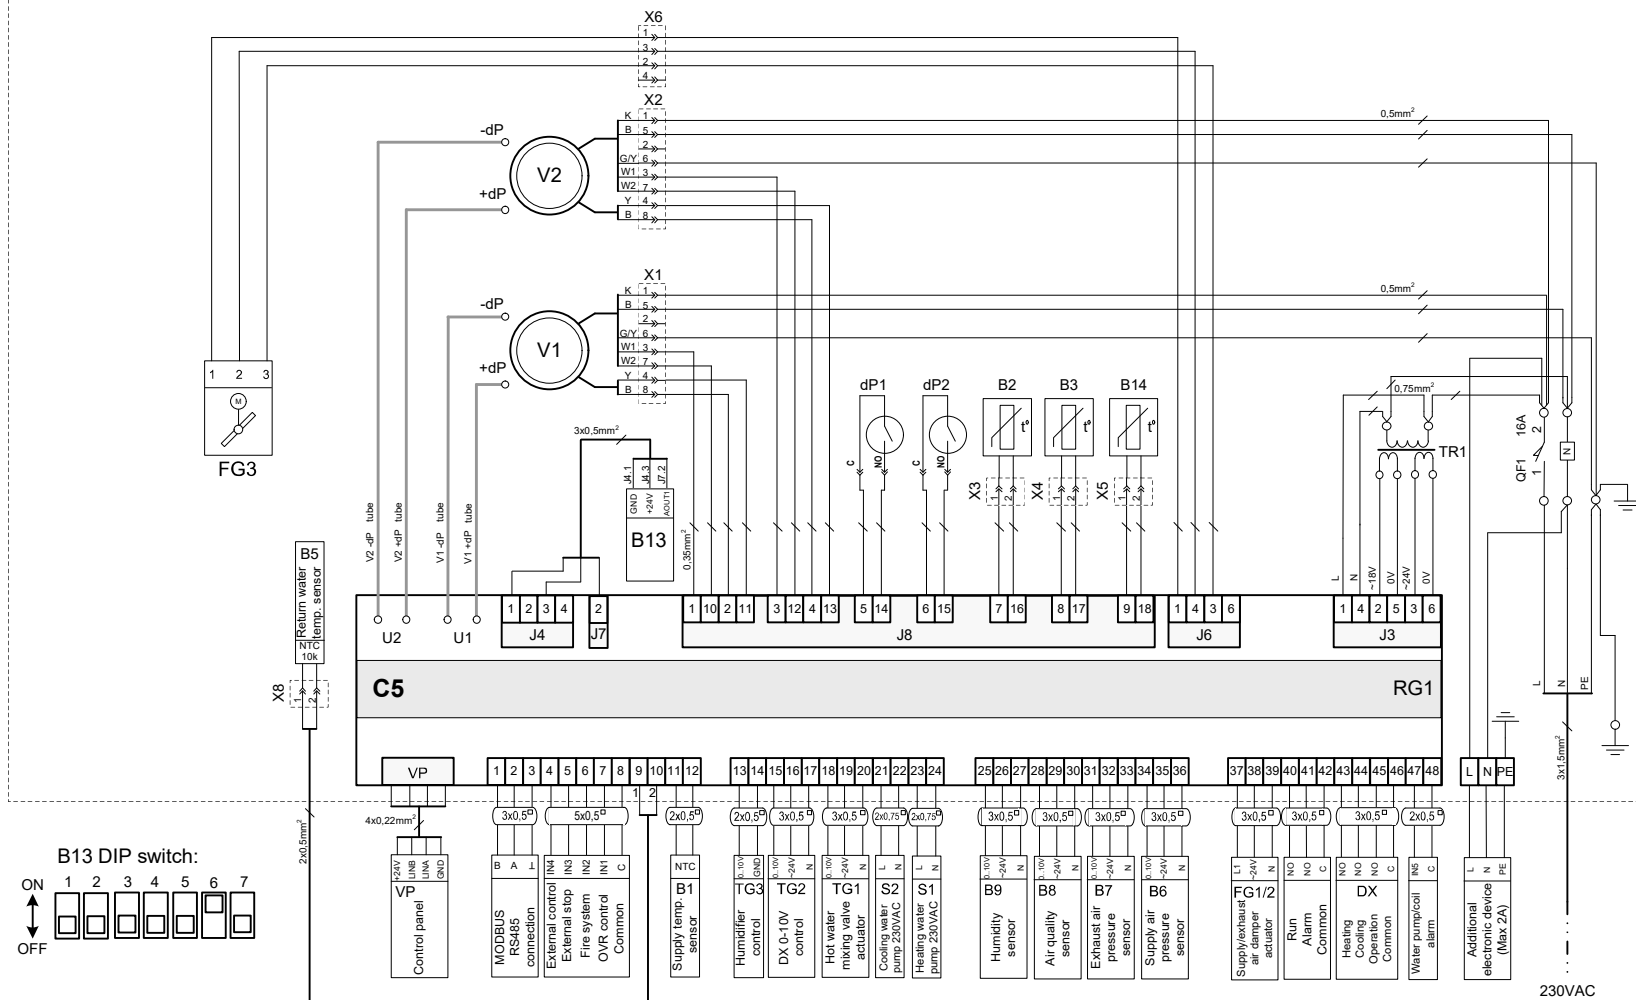 X6
1
3
2
4
X2
K 1
B 5
2
G/Y 6
W1 3
W2 7
Y 4
B 8
0,5mm²
-dP
V2
+dP
X1
K 1
B 5
2
G/Y 6
W1 3
W2 7
Y 4
B 8
0,5mm²
-dP
V1
+dP
1 2 3
M
FG3
dP1
dP2
B2
B3
B14
C
NO
C
NO
t°
t°
t°
X3
1 2
X4
1 2
X5
1 2
0,75mm²
TR1
16A
2
QF1
1
N
3x0,5mm²
J4.1
J4.3
J7.2
GND
+24V
AOUT1
B13
V2 -dP tube
V2 +dP tube
V1 -dP tube
V1 +dP tube
0,35mm²
L
N
~18V
0V
~24V
0V
B5
Return water
temp. sensor
NTC
10k
X8
1 2
2x0,5mm²
U2
U1
1 2 3 4
J4
2
J7
1 10 2 11 3 12 4 13 5 14 6 15 7 16 8 17 9 18
J8
1 4 3 6
J6
1 4 2 5 3 6
J3
C5
RG1
L
N
PE
3x1,5mm²
VP
1 2 3 4 5 6 7 8 9 10 11 12
13 14 15 16 17 18 19 20 21 22 23 24
25 26 27 28 29 30 31 32 33 34 35 36
37 38 39 40 41 42 43 44 45 46 47 48
L N PE
1 2
4x0,22mm²
3x0,5
5x0,5
2x0,5
2x0,5
3x0,5
3x0,5
2x0,75
2x0,75
3x0,5
3x0,5
3x0,5
3x0,5
3x0,5
3x0,5
3x0,5
2x0,5
+24V
LINB
LINA
GND
VP
Control panel
B
A
⊥
MODBUS
RS485
connection
IN4
IN3
IN2
IN1
C
External control
External stop
Fire system
OVR control
Common
NTC
B1
Supply temp.
sensor
0..10V
GND
TG3
Humidifier
control
0..10V
~24V
N
TG2
DX 0-10V
control
0..10V
~24V
N
TG1
Hot water
mixing valve
actuator
L
N
S2
Cooling water
pump 230VAC
L
N
S1
Heating water
pump 230VAC
0..10V
~24V
N
B9
Humidity
sensor
0..10V
~24V
N
B8
Air quality
sensor
0..10V
~24V
N
B7
Exhaust air
pressure
sensor
0..10V
~24V
N
B6
Supply air
pressure
sensor
L1
~24V
N
FG1/2
Supply/exhaust
air damper
actuator
NO
NO
C
Run
Alarm
Common
NO
NO
NO
C
DX
Heating
Cooling
Operation
Common
IN5
C
Water pump/coil
alarm
L
N
PE
Additional
electronic device
(Max 2A)
230VAC
B13 DIP switch:
ON
OFF
1 2 3 4 5 6 7